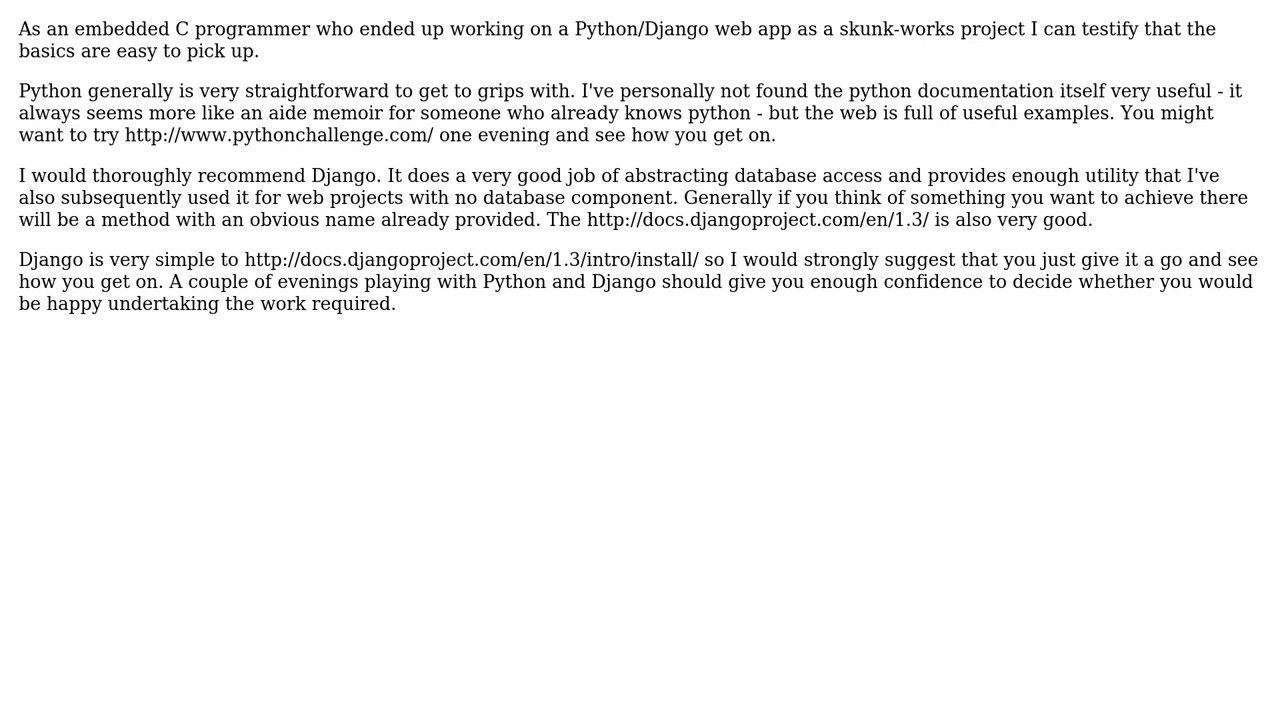 As an embedded C programmer who ended up working on a Python/Django web app as a skunk-works project I can testify that the
basics are easy to pick up.
Python generally is very straightforward to get to grips with. I've personally not found the python documentation itself very useful - it
always seems more like an aide memoir for someone who already knows python - but the web is full of useful examples. You might
want to try http://www.pythonchallenge.com/ one evening and see how you get on.
I would thoroughly recommend Django. It does a very good job of abstracting database access and provides enough utility that I've
also subsequently used it for web projects with no database component. Generally if you think of something you want to achieve there
will be a method with an obvious name already provided. The http://docs.djangoproject.com/en/1.3/ is also very good.
Django is very simple to http://docs.djangoproject.com/en/1.3/intro/install/ so I would strongly suggest that you just give it a go and see
how you get on. A couple of evenings playing with Python and Django should give you enough confidence to decide whether you would
be happy undertaking the work required.